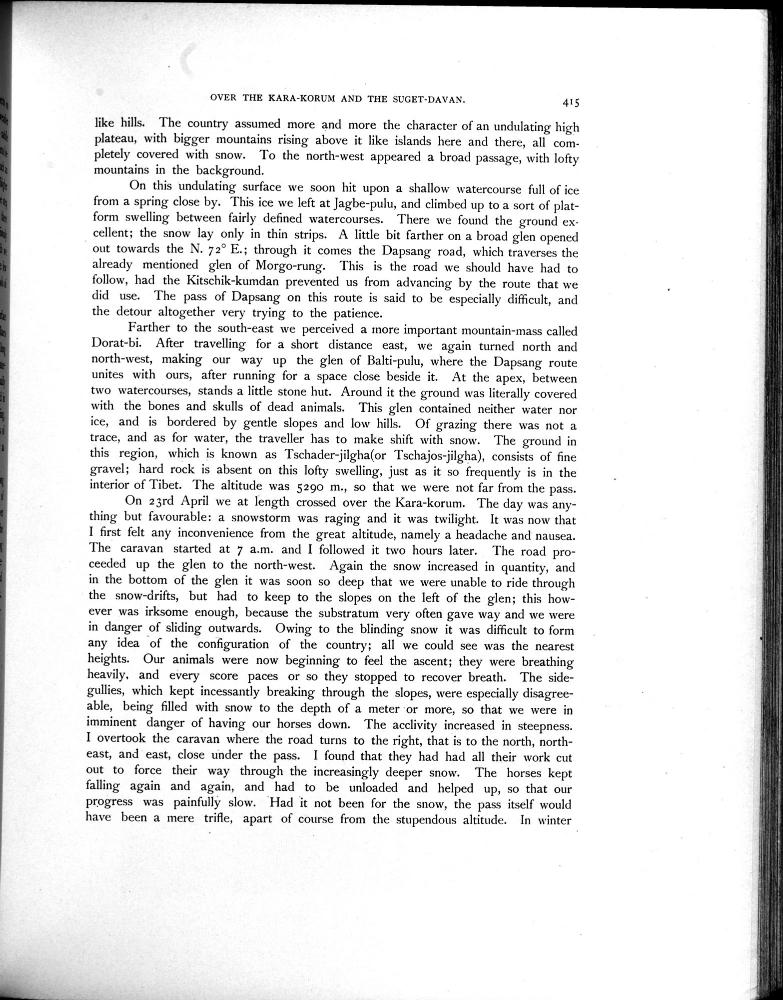 OVER THE KARA-KORUM AND THE SUGET-DAVAN. 415
like hills. The country assumed more and more the character of an undulating high
plateau, with bigger mountains rising above it like islands here and there, all com-
pletely covered with snow. To the north-west appeared a broad passage, with lofty
mountains in the background.
On this undulating surface we soon hit upon a shallow watercourse full of ice
from a spring close by. This ice we left at Jagbe-pulu, and climbed up to a sort of plat-
form swelling between fairly defined watercourses. There we found the ground ex-
cellent; the snow lay only in thin strips. A little bit farther on a broad glen opened
out towards the N. 72° E.; through it comes the Dapsang road, which traverses the
already mentioned glen of Morgo-rung. This is the road we should have had to
follow, had the Kitschik-kumdan prevented us from advancing by the route that we
did use. The pass of Dapsang on this route is said to be especially difficult, and
the detour altogether very trying to the patience.
Farther to the south-east we perceived a more important mountain-mass called
Dorat-bi. After travelling for a short distance east, we again turned north and
north-west, making our way up the glen of Balti-pulu, where the Dapsang route
unites with ours, after running for a space close beside it. At the apex, between
two watercourses, stands a little stone hut. Around it the ground was literally covered
with the bones and skulls of dead animals. This glen contained neither water nor
ice, and is bordered by gentle slopes and low hills. Of grazing there was not a
trace, and as for water, the traveller has to make shift with snow. The ground in
this region, which is known as Tschader-jilgha(or Tschajos-jilgha), consists of fine
gravel; hard rock is absent on this lofty swelling, just as it so frequently is in the
interior of Tibet. The altitude was 5290 m., so that we were not far from the pass.
On 23rd April we at length crossed over the Kara-korum. The day was any-
thing but favourable: a snowstorm was raging and it was twilight. It was now that
I first felt any inconvenience from the great altitude, namely a headache and nausea.
The caravan started at 7 a.m. and I followed it two hours later. The road pro-
ceeded up the glen to the north-west. Again the snow increased in quantity, and
in the bottom of the glen it was soon so deep that we were unable to ride through
the snow-drifts, but had to keep to the slopes on the left of the glen; this how-
ever was irksome enough, because the substratum very often gave way and we were
in danger of sliding outwards. Owing to the blinding snow it was difficult to form
any idea of the configuration of the country; all we could see was the nearest
heights. Our animals were now beginning to feel the ascent; they were breathing
heavily, and every score paces or so they stopped to recover breath. The side-
gullies, which kept incessantly breaking through the slopes, were especially disagree-
able, being filled with snow to the depth of a meter or more, so that we were in
imminent danger of having our horses down. The acclivity increased in steepness.
I overtook the caravan where the road turns to the right, that is to the north, north-
east, and east, close under the pass. I found that they had had all their work cut
out to force their way through the increasingly deeper snow. The horses kept
falling again and again, and had to be unloaded and helped up, so that our
progress was painfully slow. Had it not been for the snow, the pass itself would
have been a mere trifle, apart of course from the stupendous altitude. In winter